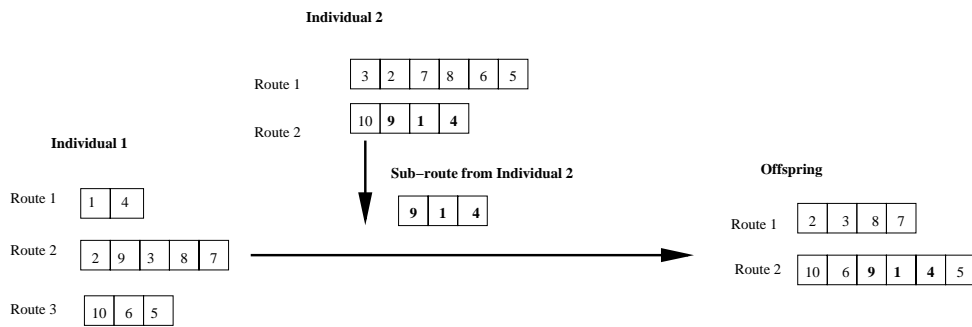 Individual 2
Route 1 3 2 7 8 6 5
Route 2 10 9 1 4
Individual 1
Route 1 1 4
Route 2 2 9 3 8 7
Route 3 10 6 5
Sub-route from Individual 2
9 1 4
Offspring
Route 1 2 3 8 7
Route 2 10 6 9 1 4 5